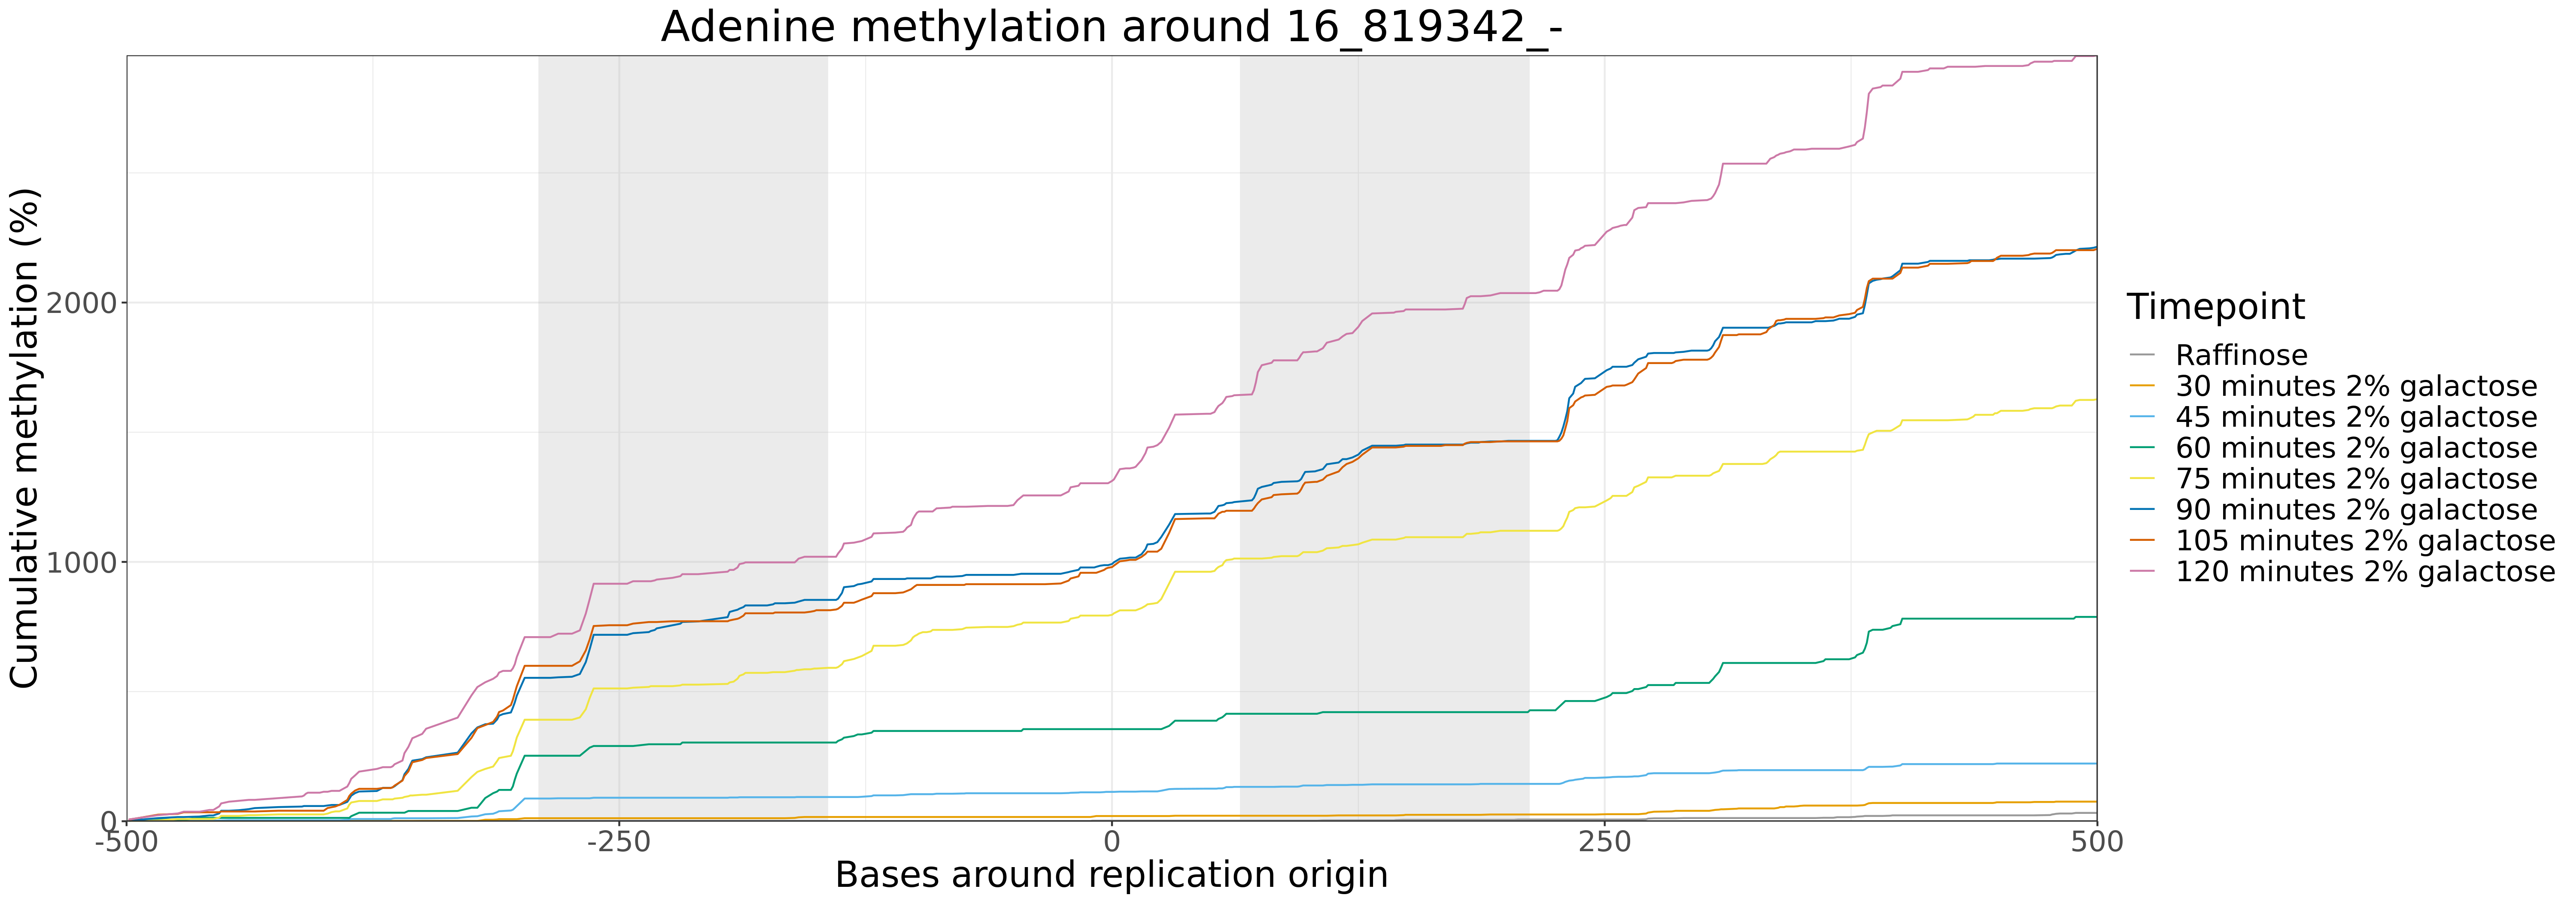 Adenine methylation around 16_819342_-
Cumulative methylation (%)
2000
1000
0
-500
-250
0
250
500
Bases around replication origin
Timepoint
Raffinose
30 minutes 2% galactose
45 minutes 2% galactose
60 minutes 2% galactose
75 minutes 2% galactose
90 minutes 2% galactose
105 minutes 2% galactose
120 minutes 2% galactose